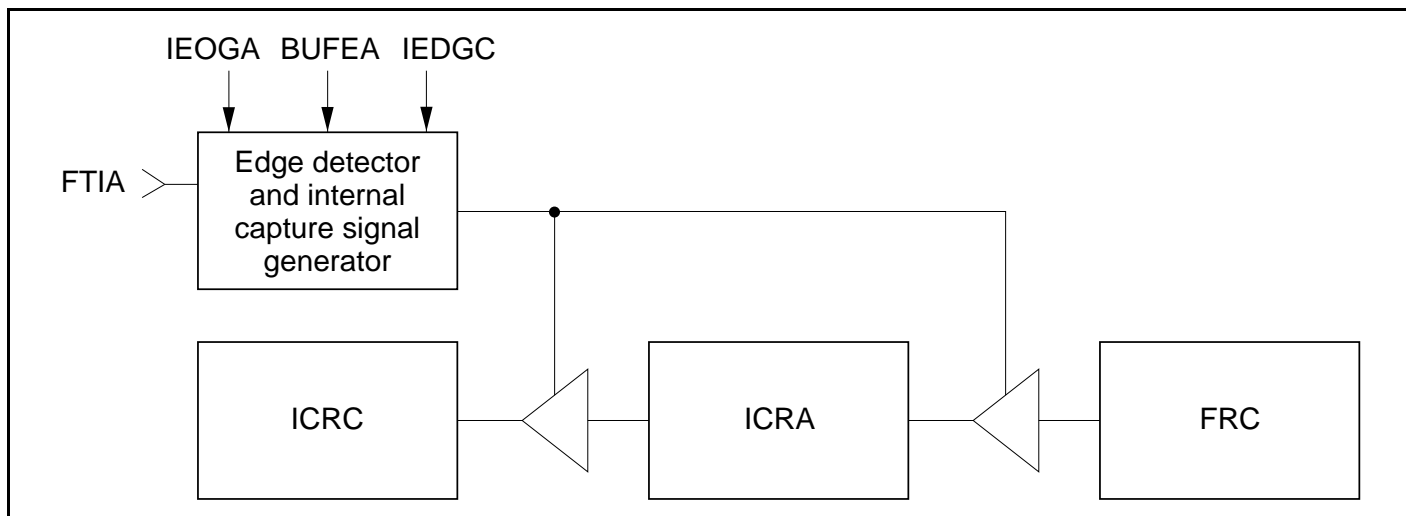 IEOGA BUFEA IEDGC
FTIA
Edge detector
and internal
capture signal
generator
ICRC
ICRA
FRC